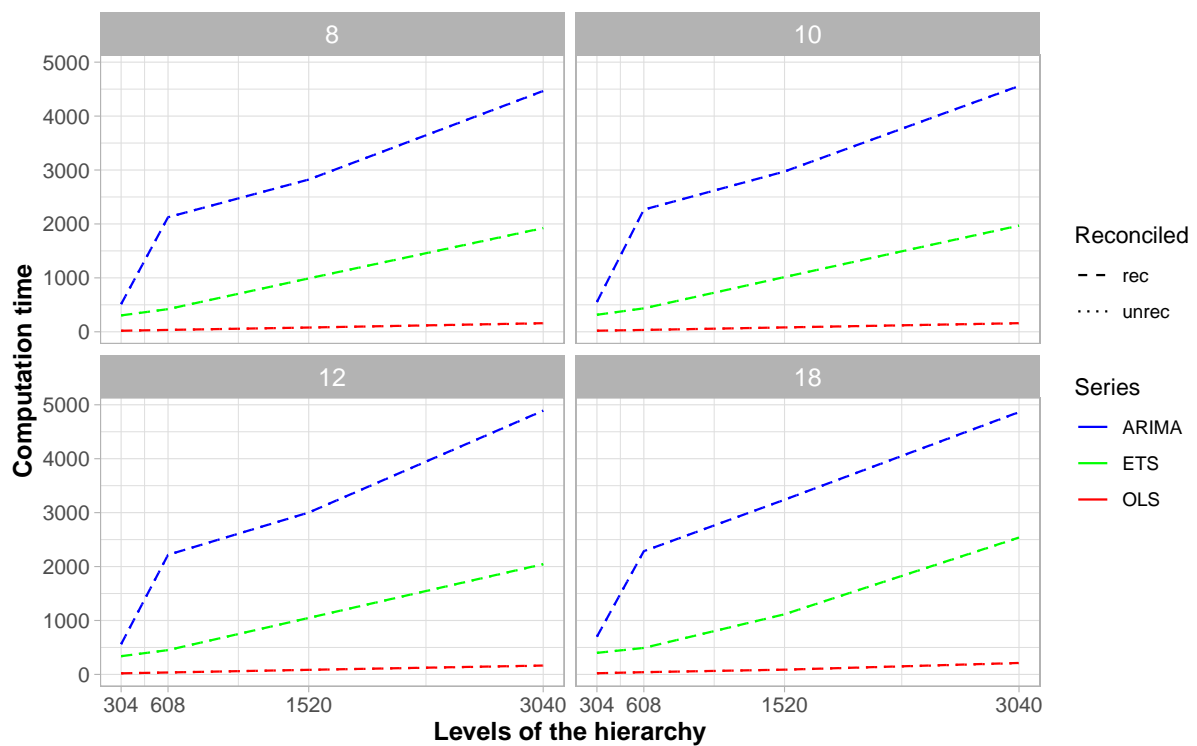 8
10
5000
4000
3000
2000
1000
0
12
18
5000
4000
3000
2000
1000
0
304 608 1520 3040
304 608 1520 3040
Computation time
Levels of the hierarchy
Reconciled
rec
unrec
Series
ARIMA
ETS
OLS